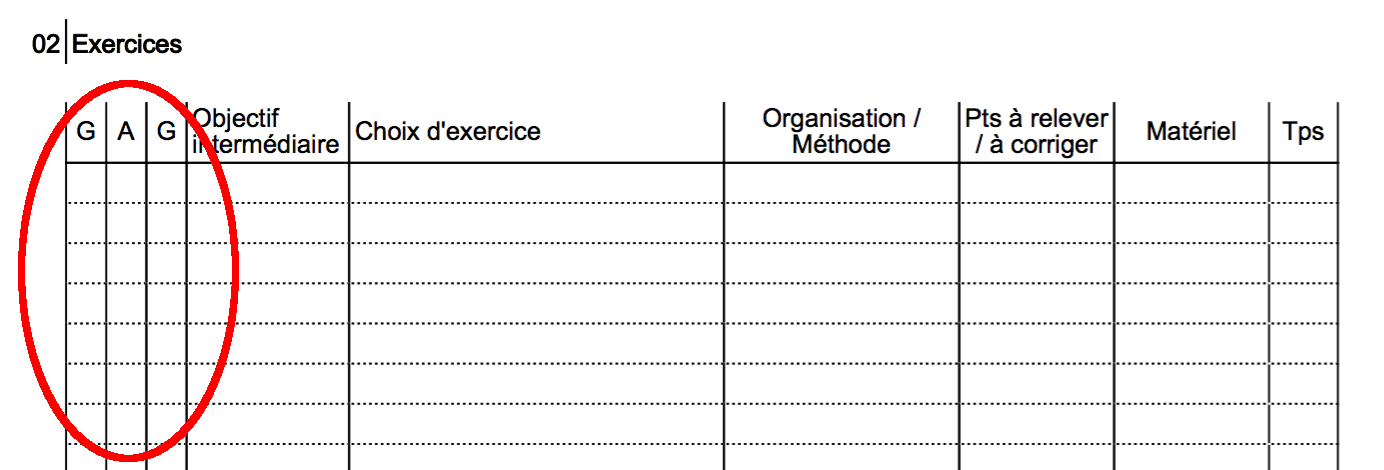 02 Exercices
G A G Objectif intermédiaire Choix d'exercice Organisation / Méthode Pts à relever / à corriger Matériel Tps